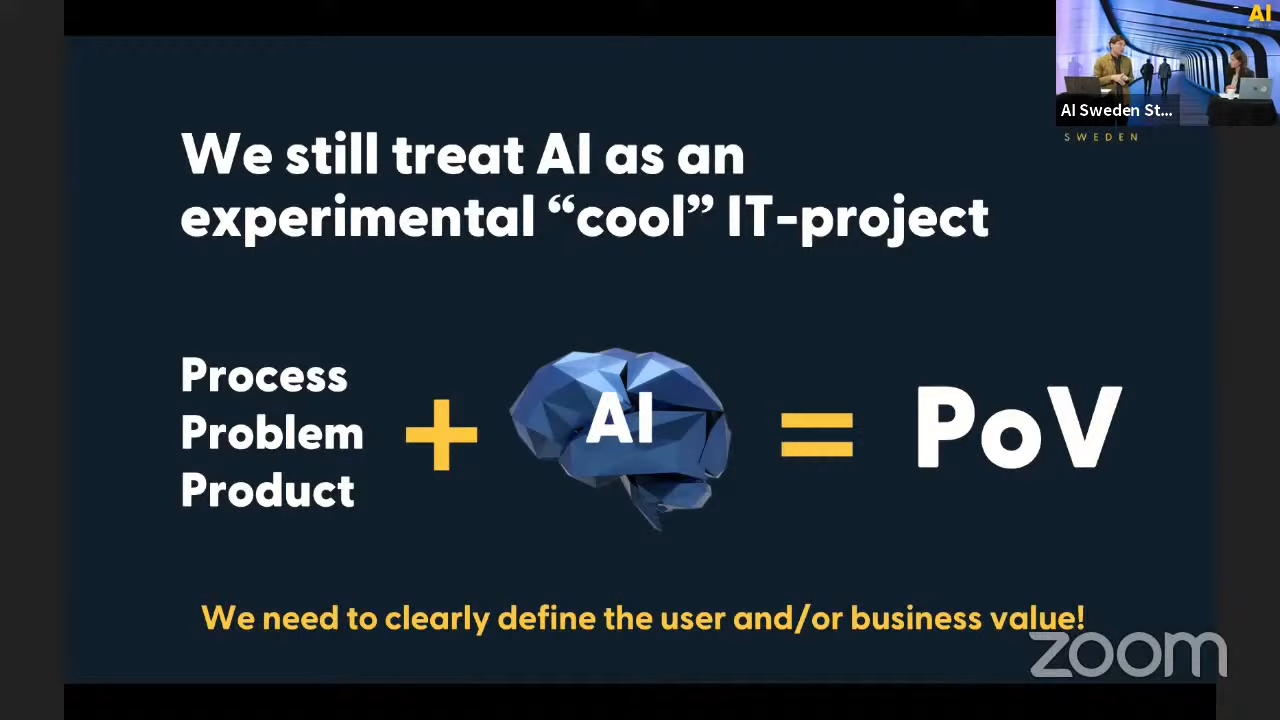 AI
AI Sweden St...
SWEDEN
We still treat AI as an
experimental “cool” IT-project
Process
Problem
Product
+
AI
=
PoV
We need to clearly define the user and/or business value!
zoom